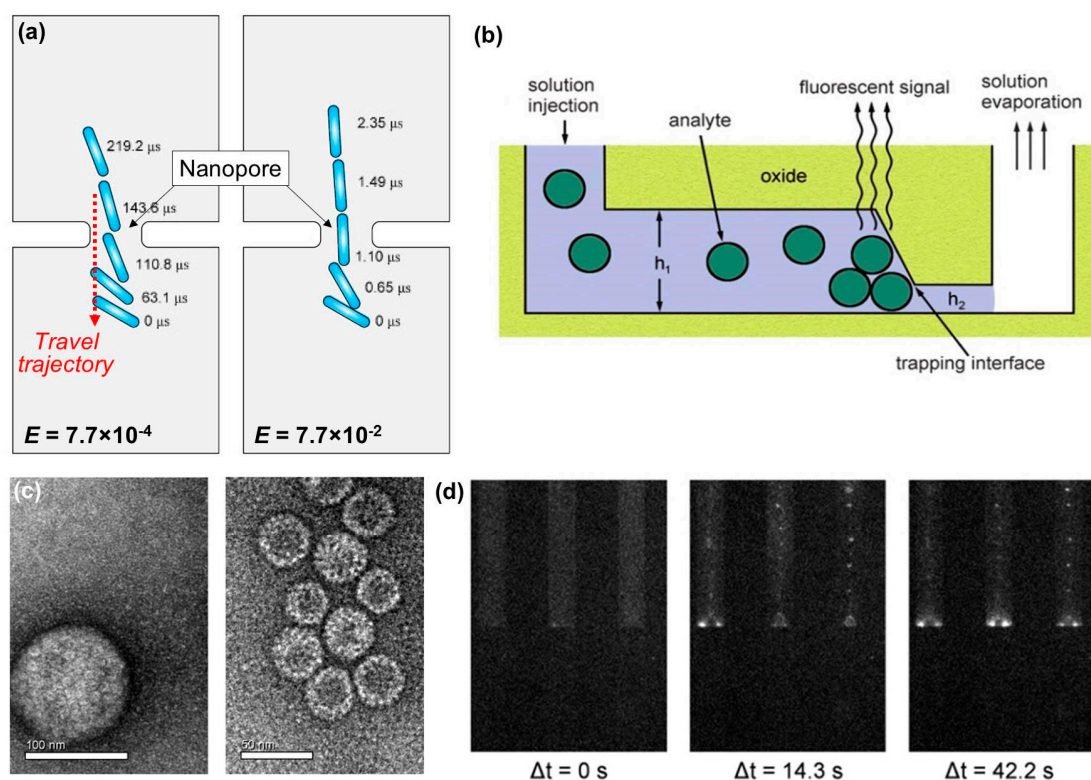 (a)
219.2 µs
143.6 µs
110.8 µs
63.1 µs
0 µs
Travel
trajectory
E = 7.7×10-4
Nanopore
2.35 µs
1.49 µs
1.10 µs
0.65 µs
0 µs
E = 7.7×10-2
(b)
solution
injection
analyte
fluorescent signal
solution
evaporation
oxide
h1
h2
trapping interface
(c)
100 nm
50 nm
(d)
Δt = 0 s
Δt = 14.3 s
Δt = 42.2 s